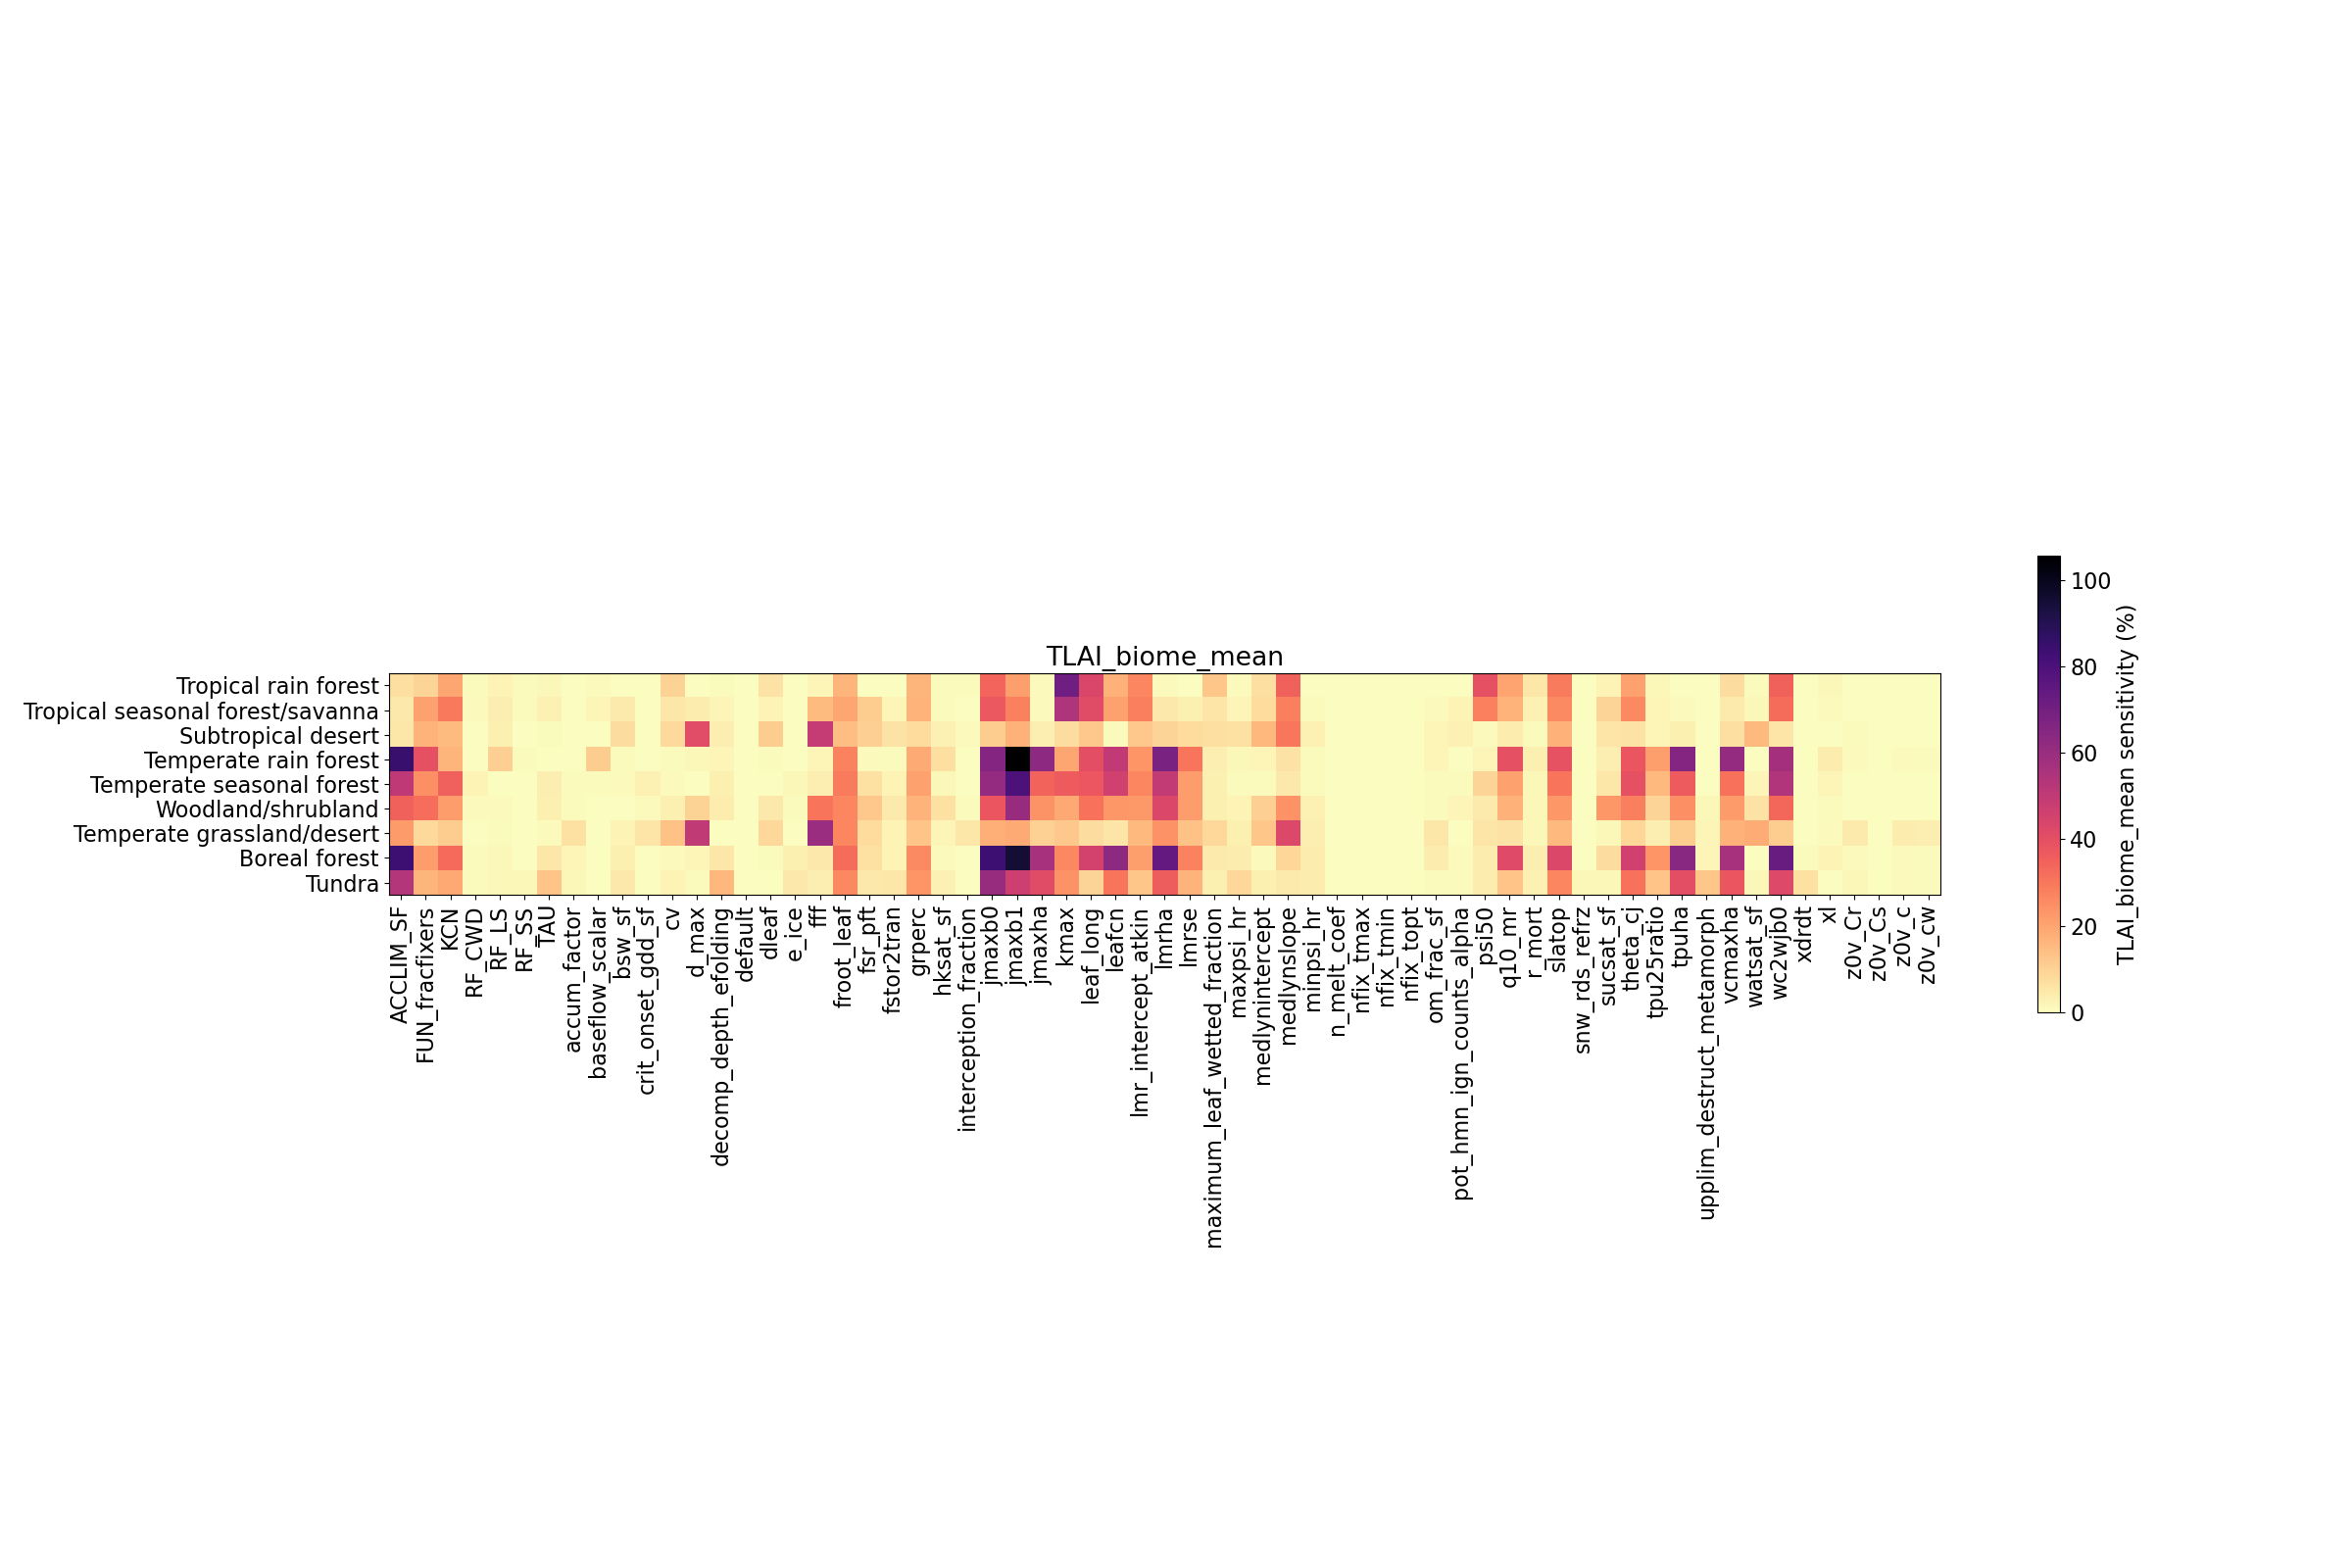 TLAI_biome_mean
Tropical rain forest
Tropical seasonal forest/savanna
Subtropical desert
Temperate rain forest
Temperate seasonal forest
Woodland/shrubland
Temperate grassland/desert
Boreal forest
Tundra
ACCLIM_SF
FUN_fracfixers
KCN
RF_CWD
RF_LS
RF_SS
TAU
accum_factor
baseflow_scalar
bsw_sf
crit_onset_gdd_sf
cv
d_max
decomp_depth_efolding
default
dleaf
e_ice
fff
froot_leaf
fsr_pft
fstor2tran
grperc
hksat_sf
interception_fraction
jmaxb0
jmaxb1
jmaxha
kmax
leaf_long
leafcn
lmr_intercept_atkin
lmrha
lmrse
maximum_leaf_wetted_fraction
maxpsi_hr
medlynintercept
medlynslope
minpsi_hr
n_melt_coef
nfix_tmax
nfix_tmin
nfix_topt
om_frac_sf
pot_hmn_ign_counts_alpha
psi50
q10_mr
r_mort
slatop
snw_rds_refrz
sucsat_sf
theta_cj
tpu25ratio
tpuha
upplim_destruct_metamorph
vcmaxha
watsat_sf
wc2wjb0
xdrdt
xl
z0v_Cr
z0v_Cs
z0v_c
z0v_cw
100
80
60
40
20
0
TLAI_biome_mean sensitivity (%)